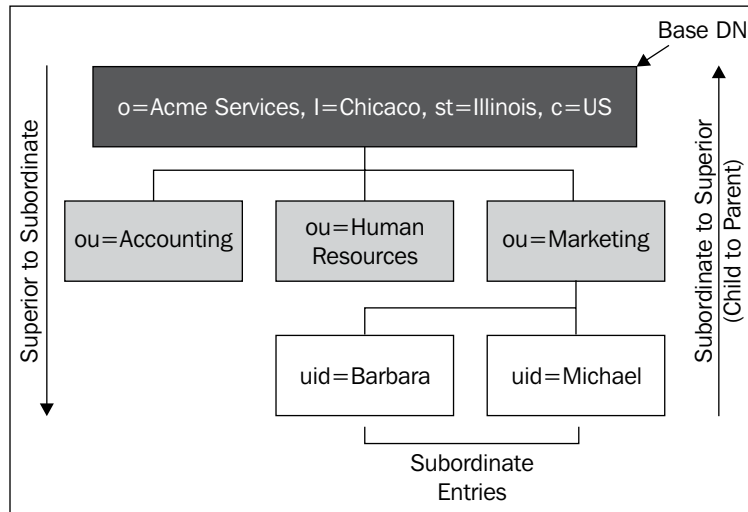 Base DN
o=Acme Services, l=Chicaco, st=Illinois, c=US
Superior to Subordinate
Subordinate to Superior
(Child to Parent)
ou=Accounting
ou=Human
Resources
ou=Marketing
uid=Barbara
uid=Michael
Subordinate
Entries